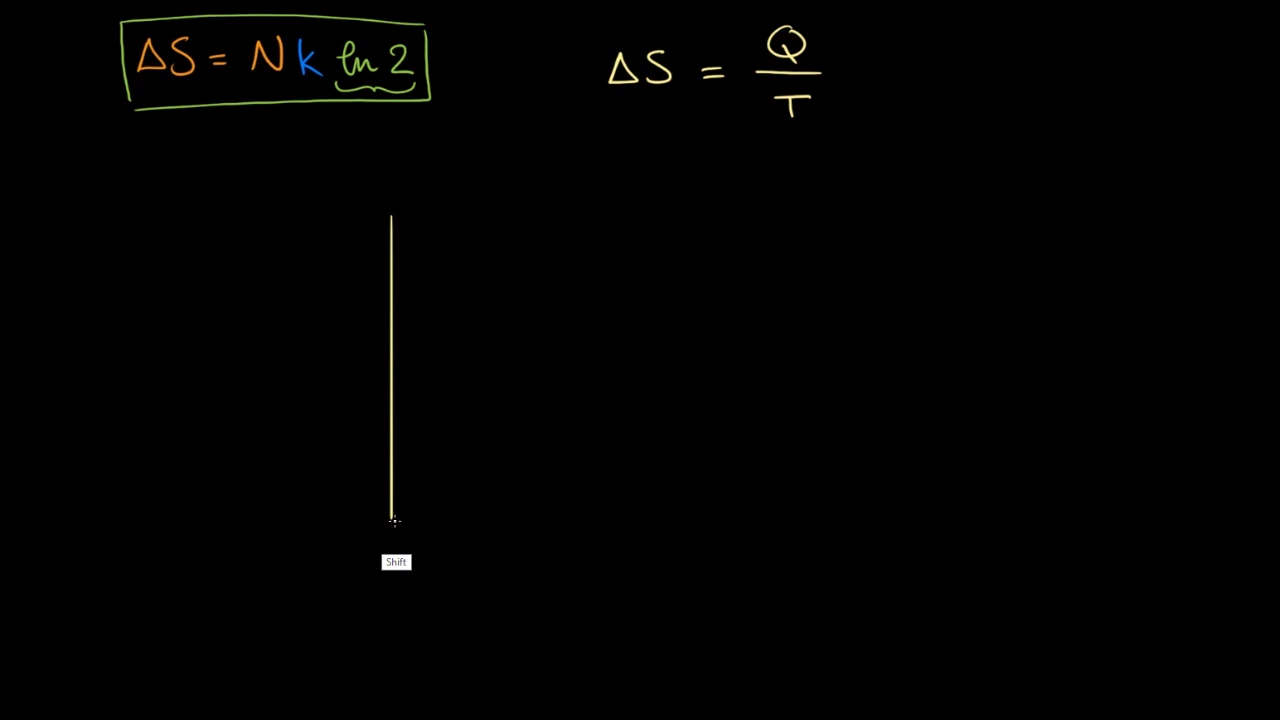 ΔS = N k ln 2
ΔS = Q / T
Shift